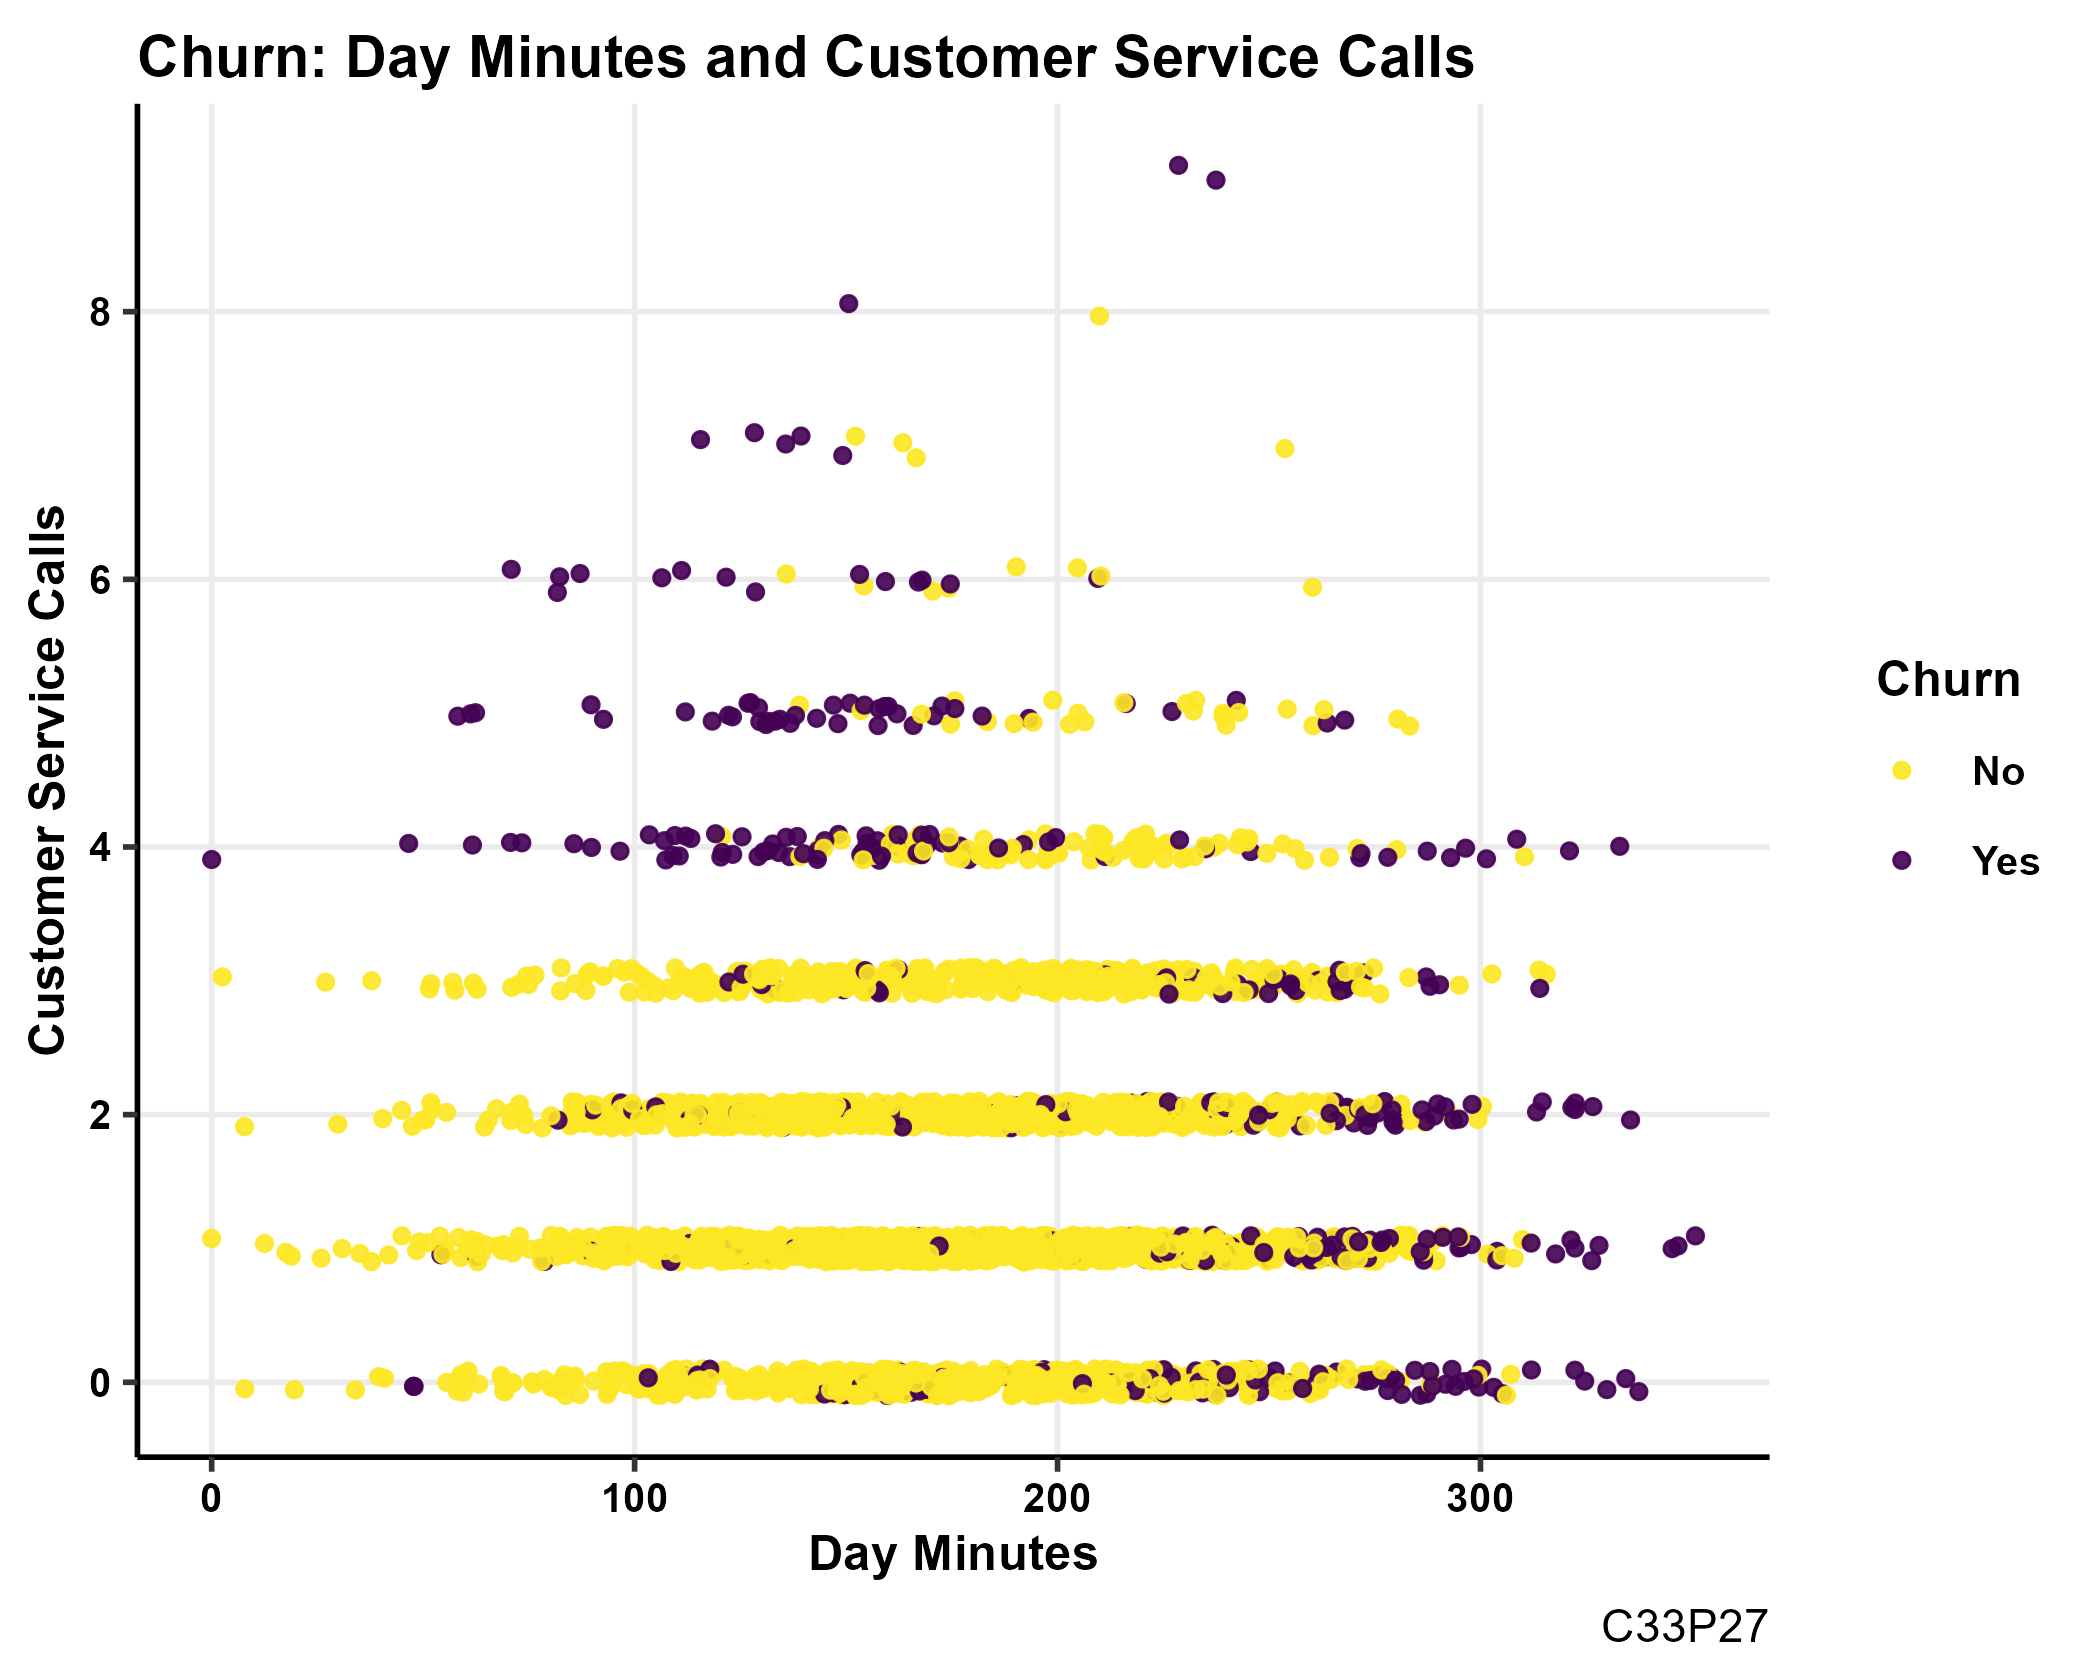 Churn: Day Minutes and Customer Service Calls
Customer Service Calls
8
6
4
2
0
0 100 200 300
Day Minutes
Churn
No
Yes
C33P27